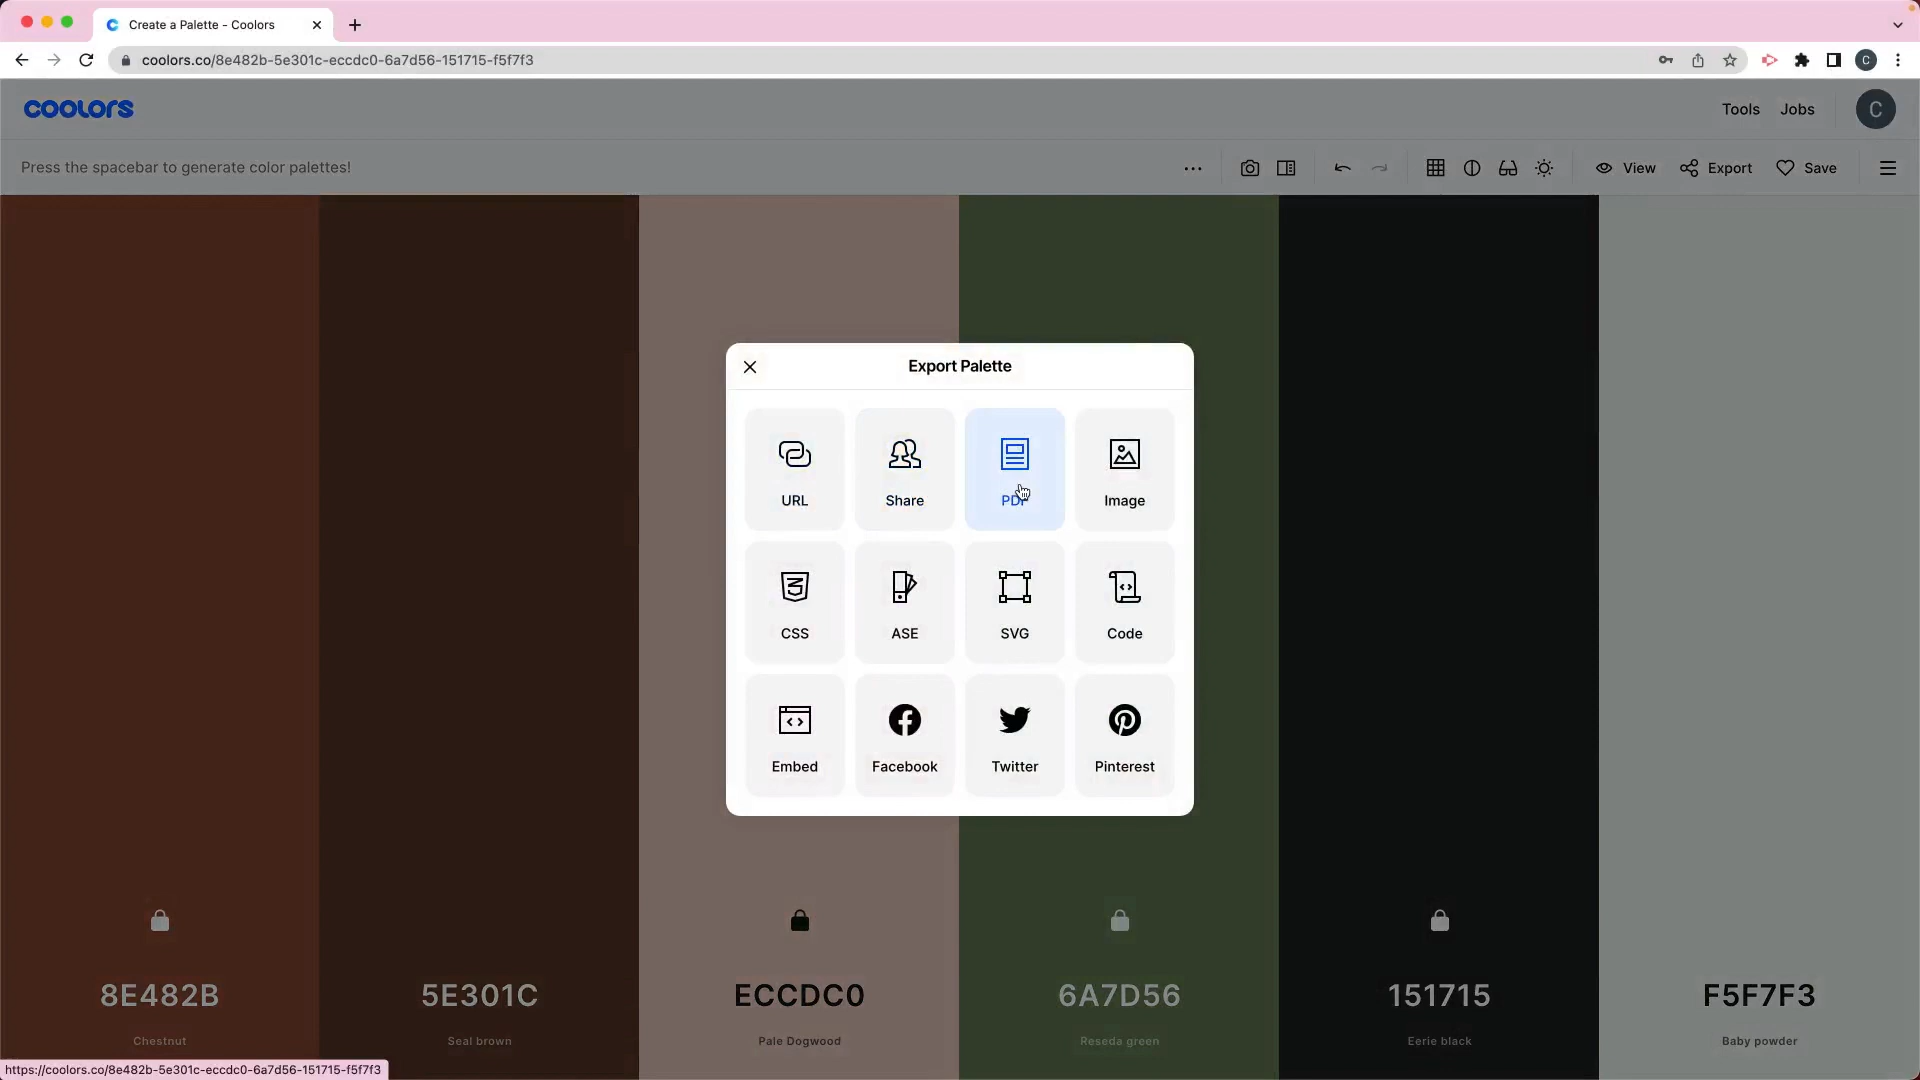 Create a Palette - Coolors
coolors.co/8e482b-5e301c-eccdc0-6a7d56-151715-f5f7f3
C
coolors
Tools
Jobs
C
Press the spacebar to generate color palettes!
View
Export
Save
Export Palette
URL
Share
PDF
Image
CSS
ASE
SVG
Code
Embed
Facebook
Twitter
Pinterest
8E482B
5E301C
ECCDC0
6A7D56
151715
F5F7F3
Chestnut
Seal brown
Pale Dogwood
Reseda green
Eerie black
Baby powder
https://coolors.co/8e482b-5e301c-eccdc0-6a7d56-151715-f5f7f3